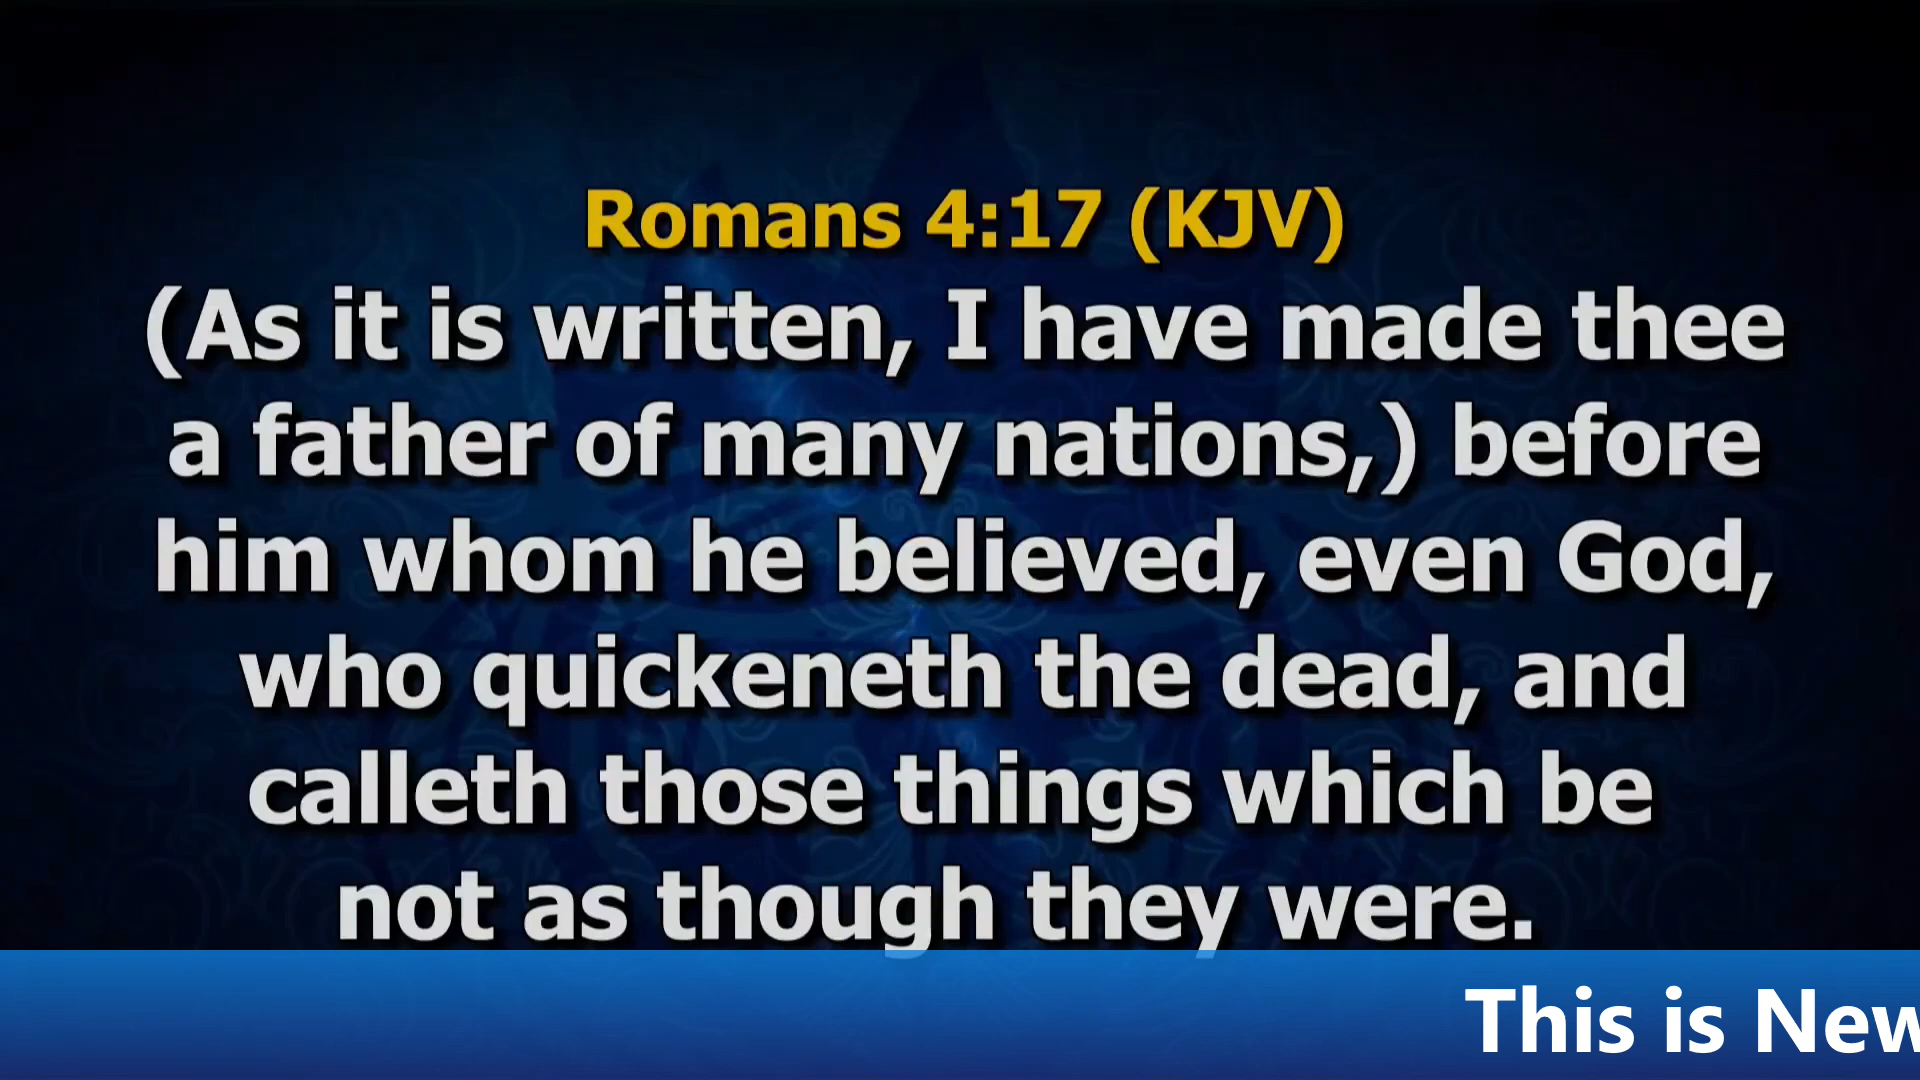 Romans 4:17 (KJV)
(As it is written, I have made thee
a father of many nations,) before
him whom he believed, even God,
who quickeneth the dead, and
calleth those things which be
not as though they were.
This is New